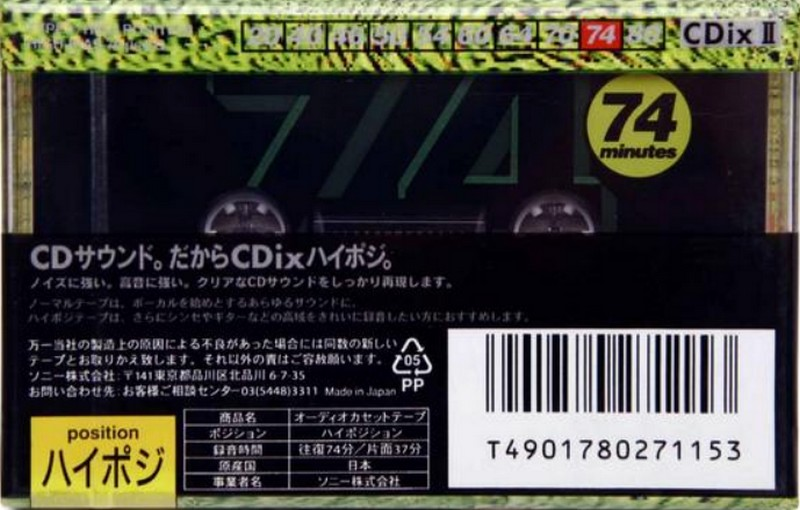 20 40 46 50 54 60 64 70 74 80 CDix II
74
minutes
CDサウンド。だからCDixハイポジ。
ノイズに強い。高音に強い。クリアなCDサウンドをしっかり再現します。
ノーマルテープは、ボーカルを始めとするあらゆるサウンドに、
ハイポジテープは、さらにシンセやギターなどの高域をきれいに録音したい方におすすめします。
万一当社の製造上の原因による不良があった場合には同数の新しい
テープとお取りかえ致します。それ以外の責はご容赦願います。
ソニー株式会社:〒141東京都品川区北品川 6-7-35
お問い合わせ先:お客様ご相談センター03(5448)3311 Made in Japan
05
PP
position
ハイポジ
商品名 オーディオカセットテープ
ポジション ハイポジション
録音時間 往復74分/片面37分
原産国 日本
事業者名 ソニー株式会社
T4901780271153